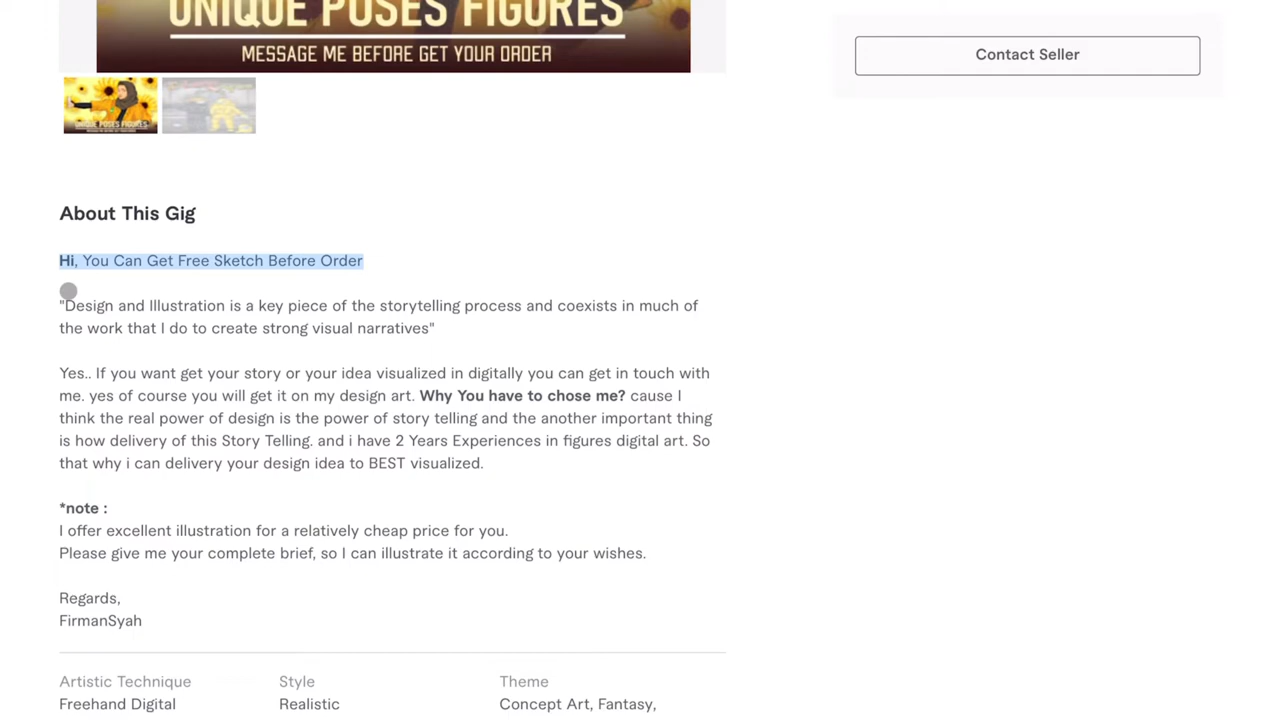 UNIQUE POSES FIGURES
MESSAGE ME BEFORE GET YOUR ORDER
Contact Seller
UNIQUE POSES FIGURES
About This Gig
Hi, You Can Get Free Sketch Before Order
"Design and Illustration is a key piece of the storytelling process and coexists in much of
the work that I do to create strong visual narratives"
Yes.. If you want get your story or your idea visualized in digitally you can get in touch with
me. yes of course you will get it on my design art. Why You have to chose me? cause I
think the real power of design is the power of story telling and the another important thing
is how delivery of this Story Telling. and i have 2 Years Experiences in figures digital art. So
that why i can delivery your design idea to BEST visualized.
*note :
I offer excellent illustration for a relatively cheap price for you.
Please give me your complete brief, so I can illustrate it according to your wishes.
Regards,
FirmanSyah
Artistic Technique
Style
Theme
Freehand Digital
Realistic
Concept Art, Fantasy,